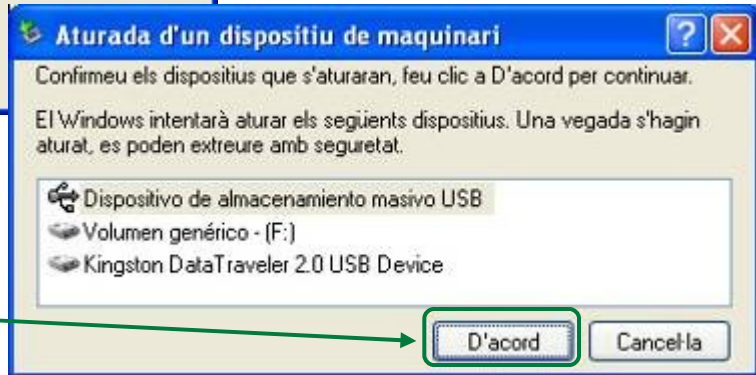 Aturada d'un dispositiu de maquinari
Confirmeu els dispositius que s'aturaran, feu clic a D'acord per continuar.
El Windows intentarà aturar els següents dispositius. Una vegada s'hagin
aturat, es poden extreure amb seguretat.
Dispositivo de almacenamiento masivo USB
Volumen genérico - (F:)
Kingston DataTraveler 2.0 USB Device
D'acord Cancel·la